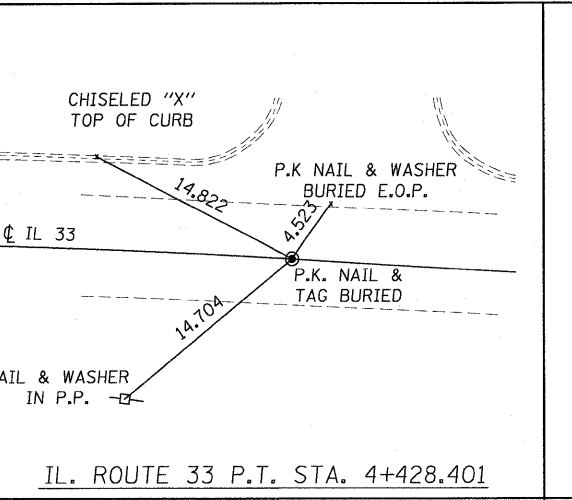 CHISELED "X"
TOP OF CURB
P.K NAIL & WASHER
BURIED E.O.P.
14.822
4.523
℄ IL 33
P.K. NAIL &
TAG BURIED
14.704
AIL & WASHER
IN P.P.
IL. ROUTE 33 P.T. STA. 4+428.401